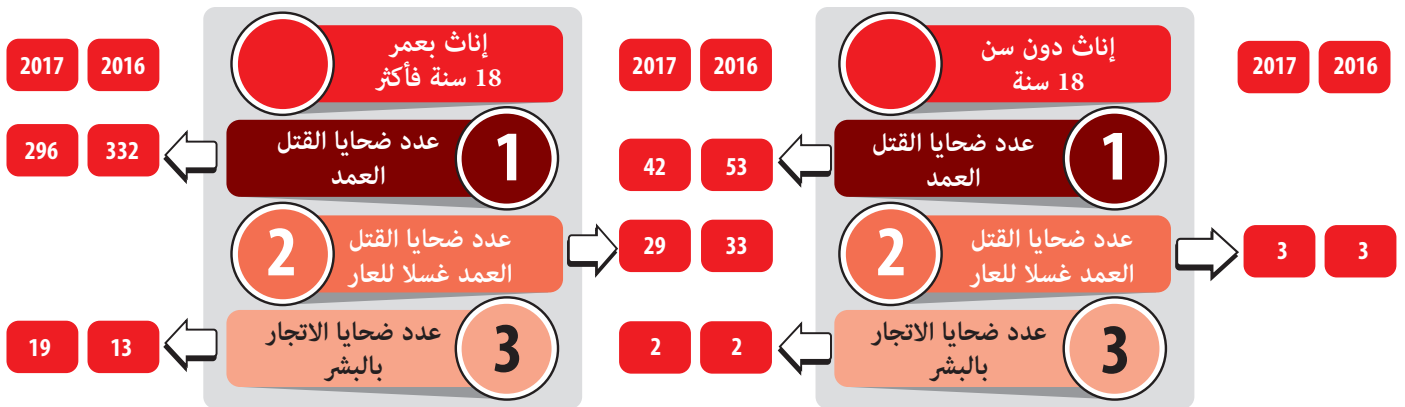 2016 2017
إناث دون سن
18 سنة
2016 2017
إناث بعمر
18 سنة فأكثر
2016 2017
1
عدد ضحايا القتل
العمد
53 42
1
عدد ضحايا القتل
العمد
332 296
3 3
عدد ضحايا القتل
العمد غسلا للعار
2
33 29
عدد ضحايا القتل
العمد غسلا للعار
2
3
عدد ضحايا الاتجار
بالبشر
2 2
3
عدد ضحايا الاتجار
بالبشر
13 19